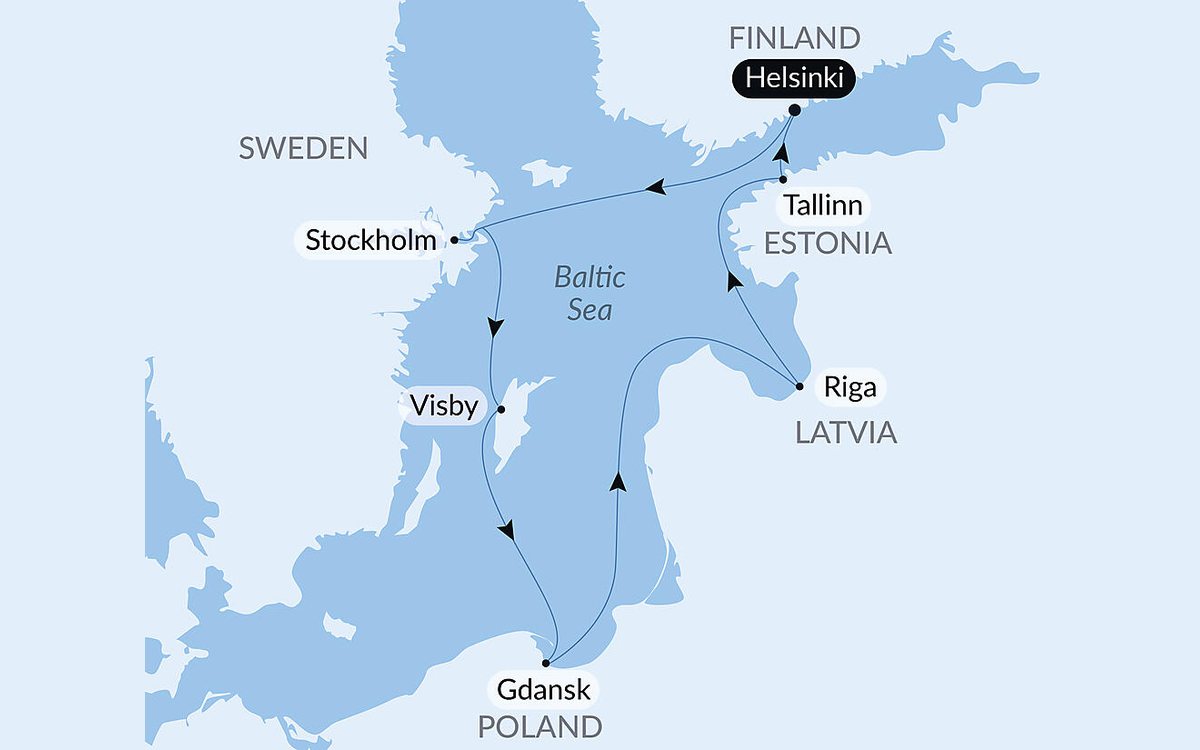 FINLAND
Helsinki
SWEDEN
Tallinn
Stockholm
ESTONIA
Baltic
Sea
Riga
Visby
LATVIA
Gdansk
POLAND